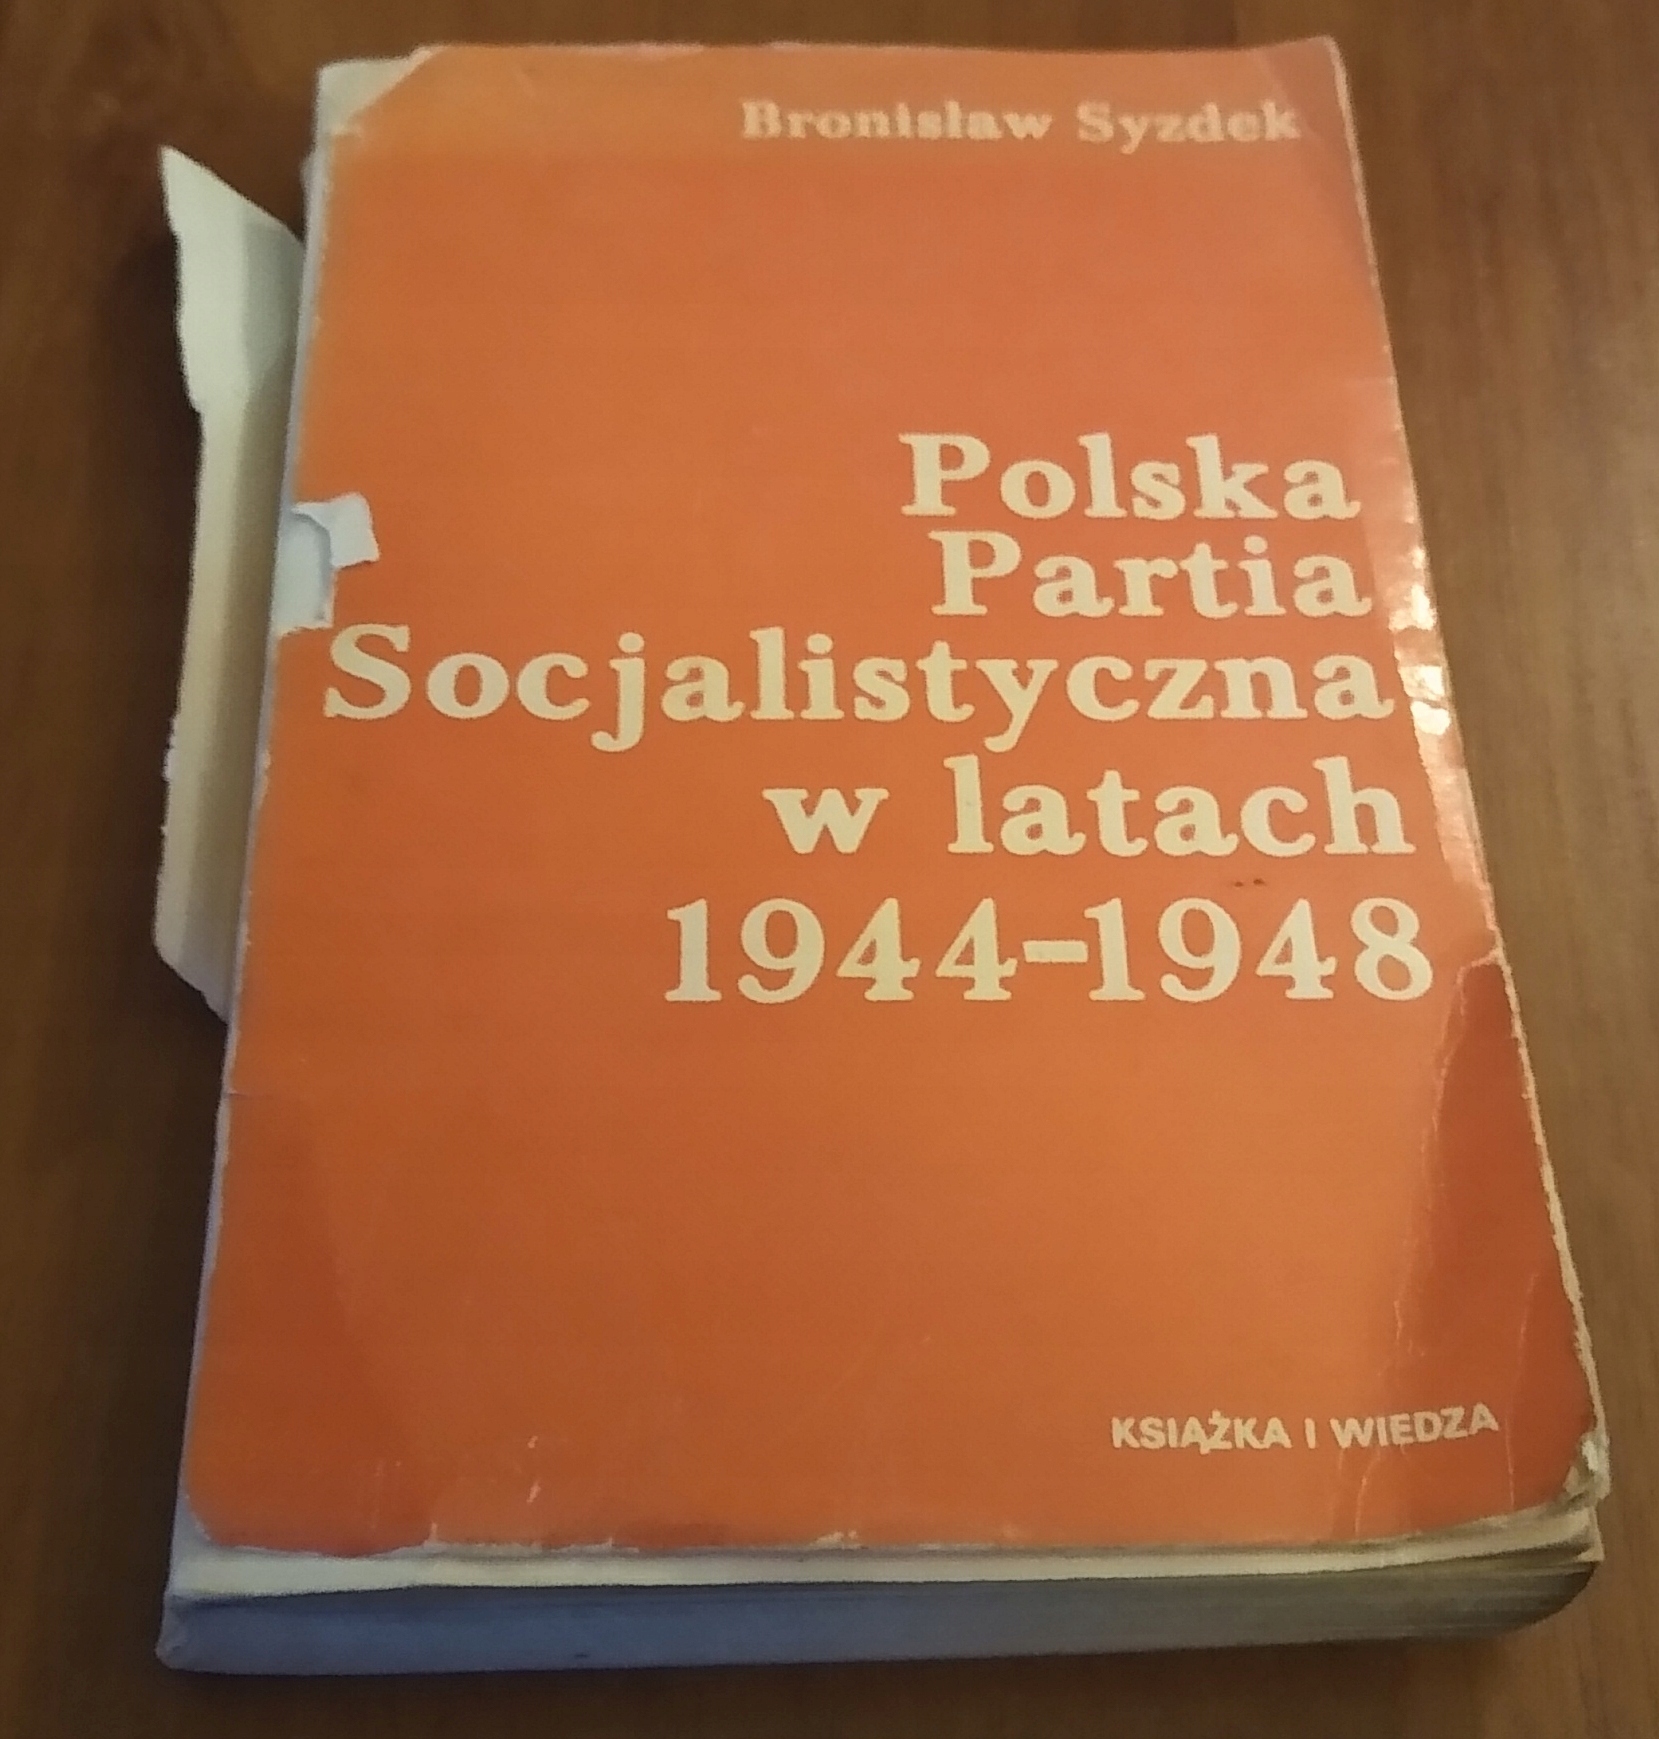 Bronisław Syzdek
Polska
Partia
Socjalistyczna
w latach
1944-1948
KSIĄŻKA I WIEDZA